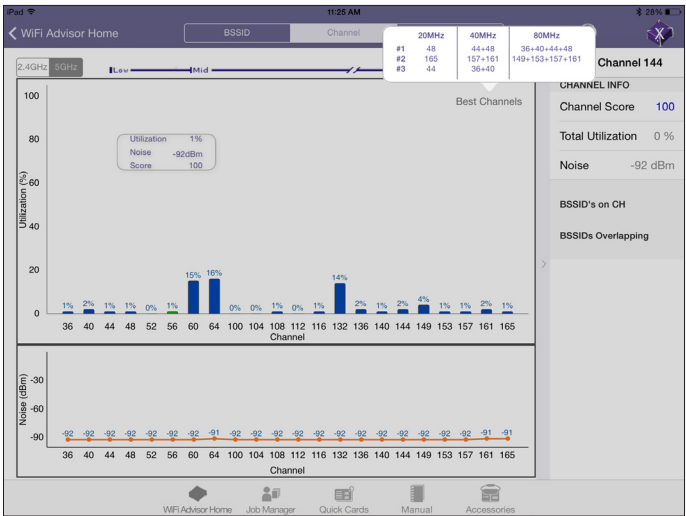 iPad 11:25 AM 28%
WiFi Advisor Home BSSID Channel
20MHz 40MHz 80MHz
#1 48 44+48 36+40+44+48
#2 165 157+161 149+153+157+161
#3 44 36+40
2.4GHz 5GHz Low Mid Channel 144
Best Channels
CHANNEL INFO
Channel Score 100
Total Utilization 0 %
Noise -92 dBm
BSSID's on CH
BSSIDs Overlapping
Utilization 1%
Noise -92dBm
Score 100
Utilization (%)
100
80
60
40
20
0
1% 2% 1% 1% 0% 1% 15% 16% 0% 0% 1% 0% 1% 14% 2% 1% 2% 4% 1% 1% 2% 1%
36 40 44 48 52 56 60 64 100 104 108 112 116 132 136 140 144 149 153 157 161 165
Channel
Noise (dBm)
-30
-60
-90
-92 -92 -92 -92 -92 -92 -92 -91 -92 -92 -92 -92 -92 -92 -92 -92 -92 -92 -92 -92 -91 -91
36 40 44 48 52 56 60 64 100 104 108 112 116 132 136 140 144 149 153 157 161 165
Channel
WiFi Advisor Home Job Manager Quick Cards Manual Accessories